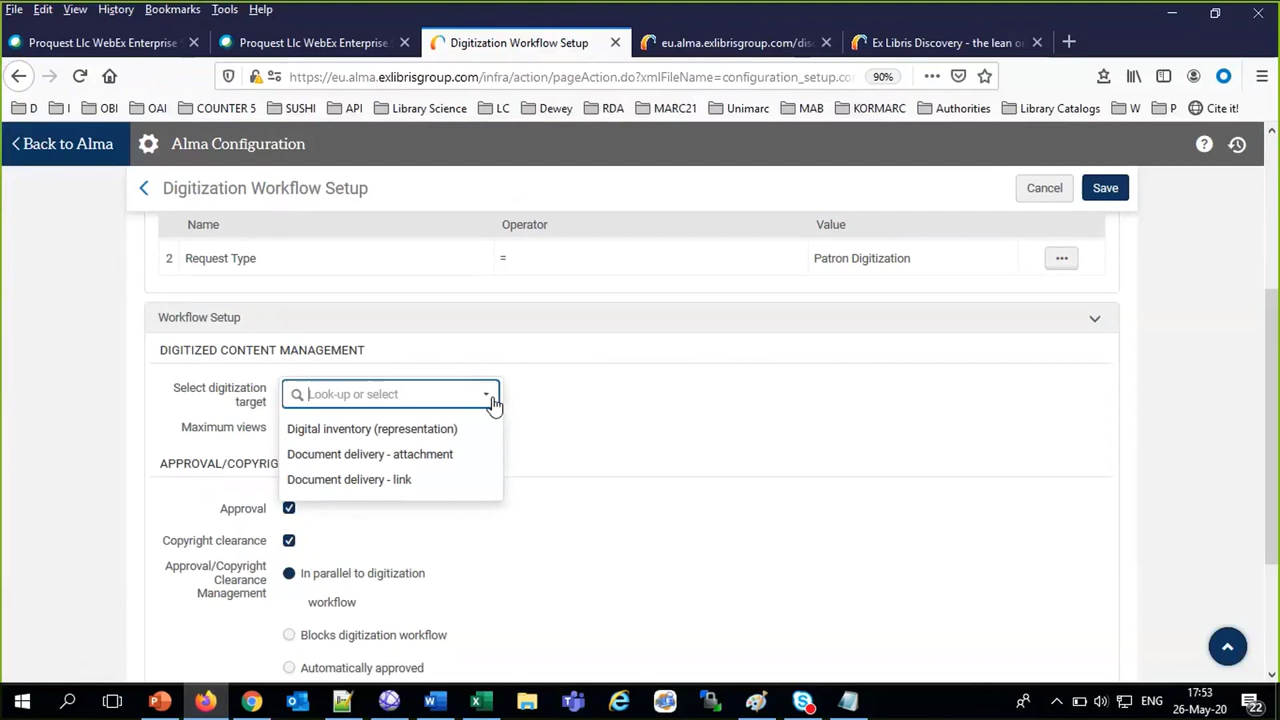 File Edit View History Bookmarks Tools Help
Proquest Llc WebEx Enterprise Proquest Llc WebEx Enterprise Digitization Workflow Setup eu.alma.exlibrisgroup.com/disc Ex Libris Discovery - the lean or
https://eu.alma.exlibrisgroup.com/infra/action/pageAction.do?xmlFileName=configuration_setup.co 90%
D I OBI OAI COUNTER 5 SUSHI API Library Science LC Dewey RDA MARC21 Unimarc MAB KORMARC Authorities Library Catalogs W P Cite it!
Back to Alma Alma Configuration
Digitization Workflow Setup Cancel Save
Name Operator Value
2 Request Type = Patron Digitization
Workflow Setup
DIGITIZED CONTENT MANAGEMENT
Select digitization
target
Look-up or select
Maximum views
Digital inventory (representation)
Document delivery - attachment
APPROVAL/COPYRIG
Document delivery - link
Approval
Copyright clearance
Approval/Copyright
Clearance
Management
In parallel to digitization
workflow
Blocks digitization workflow
Automatically approved
ENG
17:53
26-May-20
22